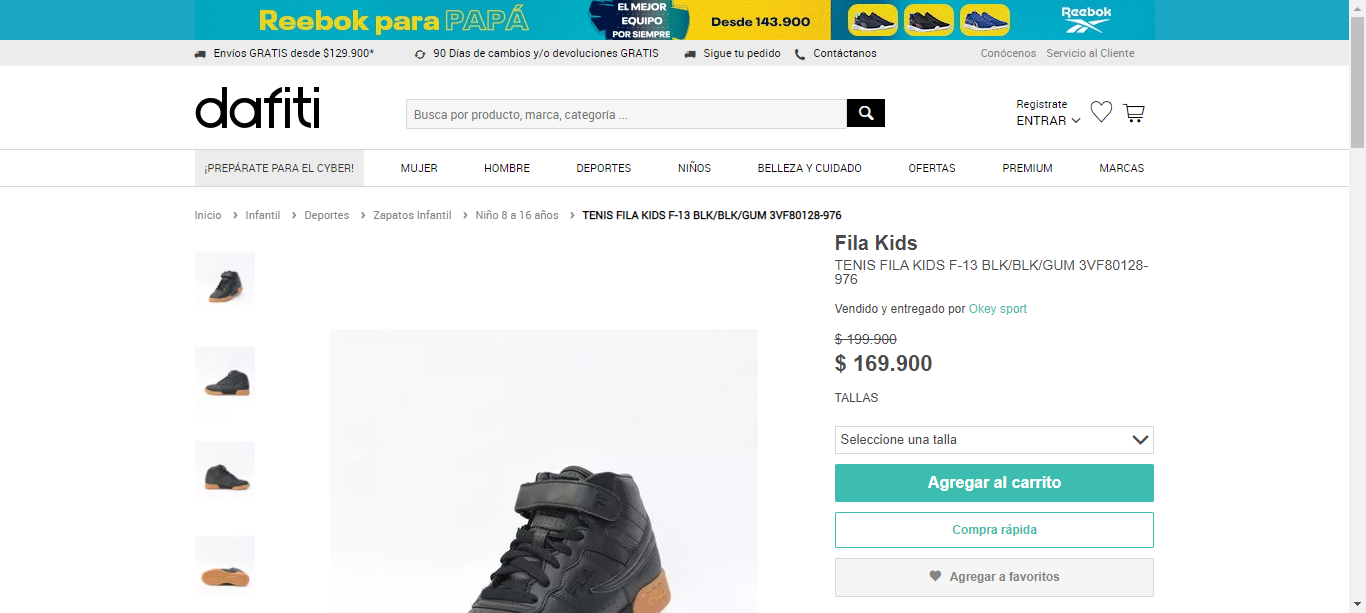 Reebok para PAPÁ
EL MEJOR
EQUIPO
POR SIEMPRE
Desde 143.900
Reebok
Envíos GRATIS desde $129.900*
90 Días de cambios y/o devoluciones GRATIS
Sigue tu pedido
Contáctanos
Conócenos
Servicio al Cliente
dafiti
Busca por producto, marca, categoría ...
Registrate
ENTRAR
¡PREPÁRATE PARA EL CYBER!
MUJER
HOMBRE
DEPORTES
NIÑOS
BELLEZA Y CUIDADO
OFERTAS
PREMIUM
MARCAS
Inicio › Infantil › Deportes › Zapatos Infantil › Niño 8 a 16 años › TENIS FILA KIDS F-13 BLK/BLK/GUM 3VF80128-976
Fila Kids
TENIS FILA KIDS F-13 BLK/BLK/GUM 3VF80128-
976
Vendido y entregado por Okey sport
$ 199.900
$ 169.900
TALLAS
Seleccione una talla
Agregar al carrito
Compra rápida
Agregar a favoritos